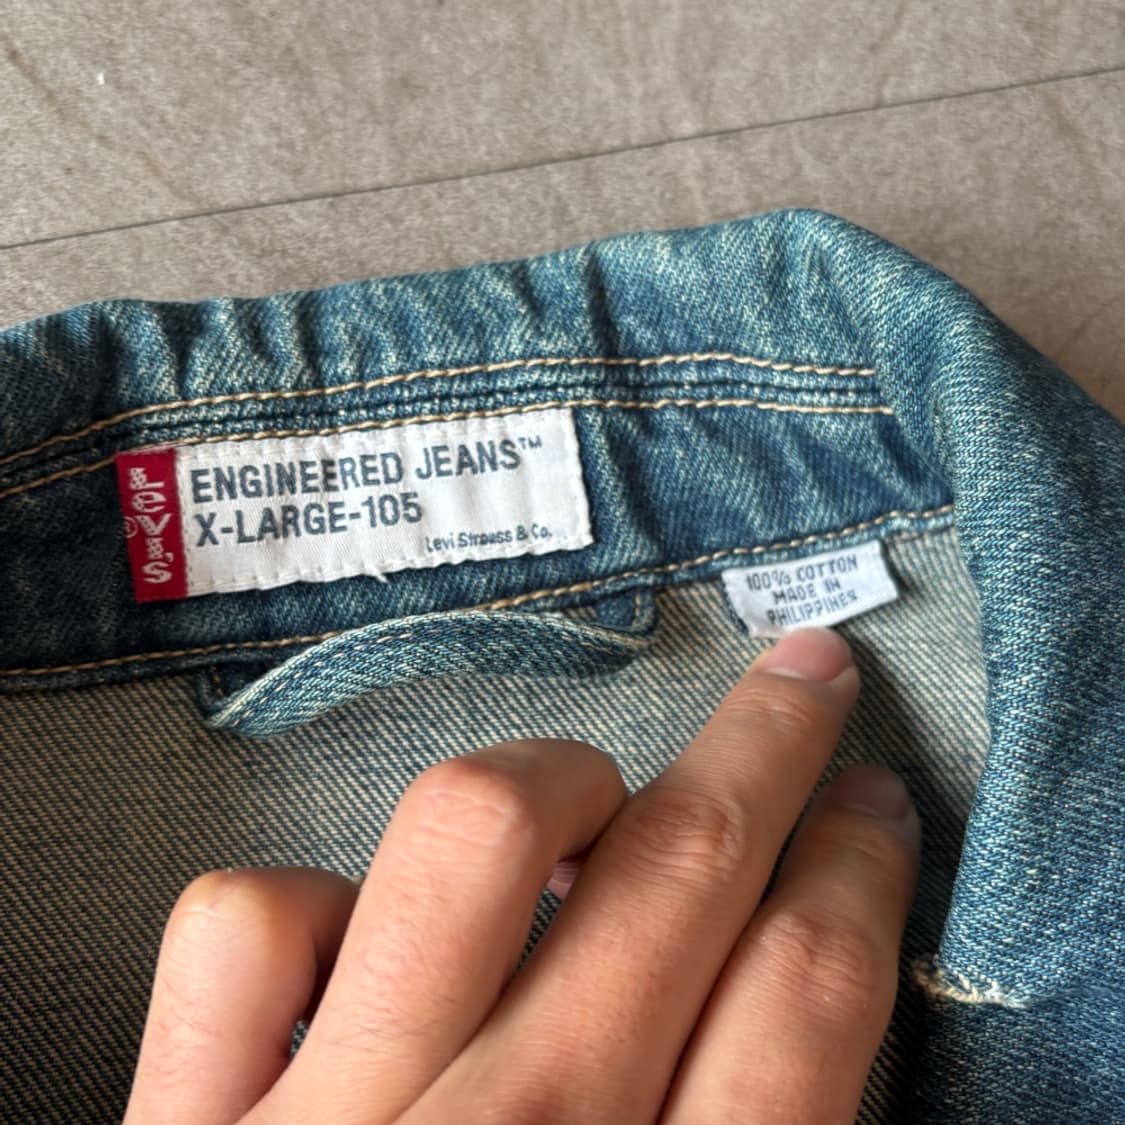 LEVI'S®
ENGINEERED JEANS™
X-LARGE-105
Levi Strauss & Co.
100% COTTON
MADE IN
PHILIPPINES